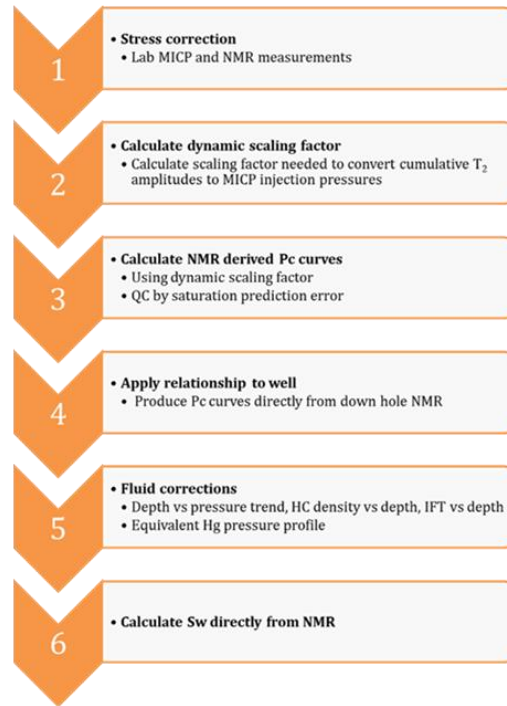 1
• Stress correction
• Lab MICP and NMR measurements
2
• Calculate dynamic scaling factor
• Calculate scaling factor needed to convert cumulative T₂
amplitudes to MICP injection pressures
3
• Calculate NMR derived Pc curves
• Using dynamic scaling factor
• QC by saturation prediction error
4
• Apply relationship to well
• Produce Pc curves directly from down hole NMR
5
• Fluid corrections
• Depth vs pressure trend, HC density vs depth, IFT vs depth
• Equivalent Hg pressure profile
6
• Calculate Sw directly from NMR